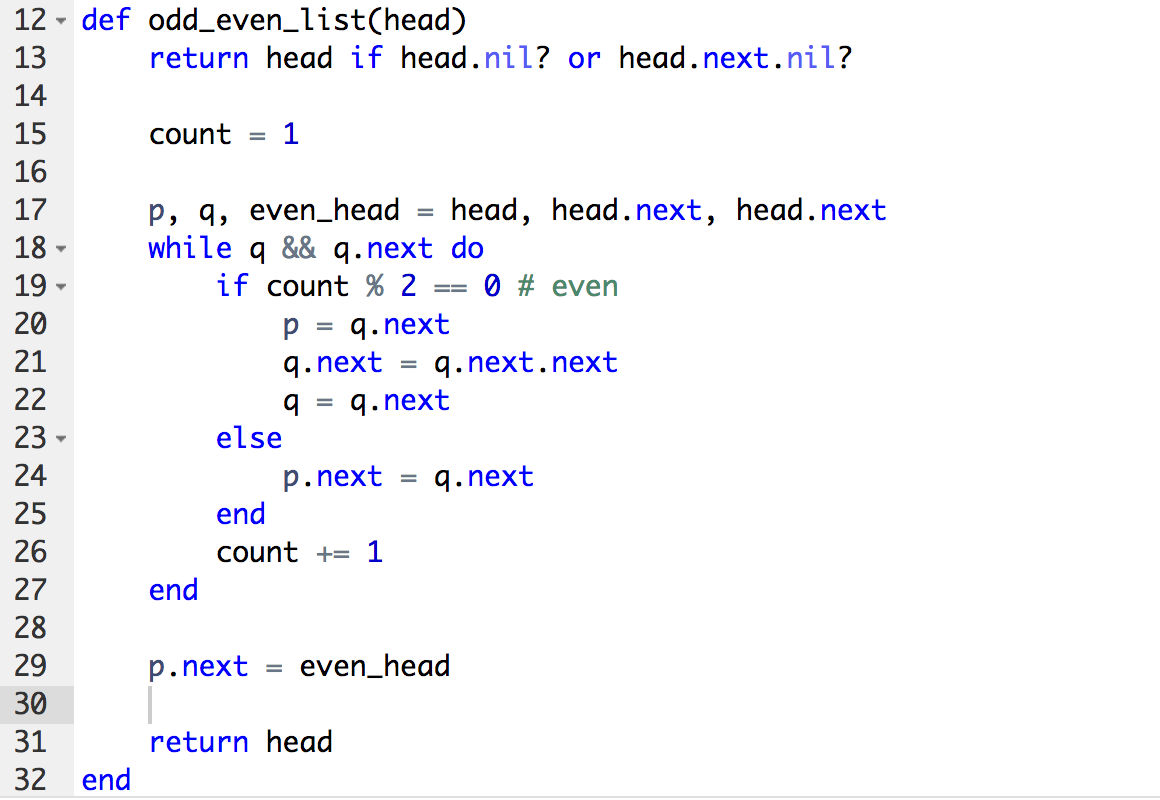 12 def odd_even_list(head)
13     return head if head.nil? or head.next.nil?
14
15     count = 1
16
17     p, q, even_head = head, head.next, head.next
18     while q && q.next do
19         if count % 2 == 0 # even
20             p = q.next
21             q.next = q.next.next
22             q = q.next
23         else
24             p.next = q.next
25         end
26         count += 1
27     end
28
29     p.next = even_head
30
31     return head
32 end